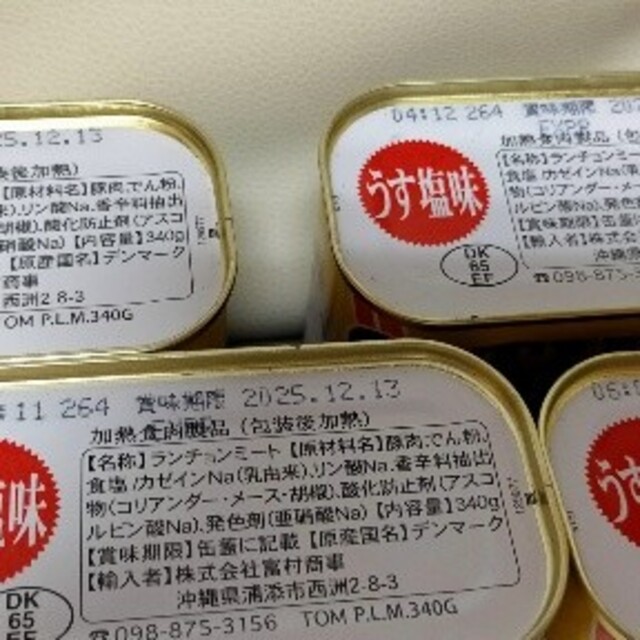 25.12.13
後加熱)
【原材料名】豚肉、でん粉、
リン酸Na、香辛料抽出
胡椒)、酸化防止剤(アスコ
硝酸Na)【内容量】340g
【原産国名】デンマーク
商事
西洲2-8-3
TOM P.L.M.340G
04:12 264 賞味期限
加熱食肉製品
うす塩味
【名称】ランチョンミート
食塩、カゼインNa
物(コリアンダー・メー
ルビン酸Na)、発色
【賞味期限】缶蓋に
【輸入者】株式会
沖縄
DK
65
EF
☎098-875-3
11 264 賞味期限 2025.12.13
加熱食肉製品 (包装後加熱)
【名称】ランチョンミート【原材料名】豚肉、でん粉、
食塩、カゼインNa(乳由来)、リン酸Na、香辛料抽出
物(コリアンダー・メース・胡椒)、酸化防止剤(アスコ
ルビン酸Na)、発色剤(亜硝酸Na)【内容量】340g
【賞味期限】缶蓋に記載【原産国名】デンマーク
【輸入者】株式会社富村商事
沖縄県浦添市西洲2-8-3
塩味
DK
65
EF
☎098-875-3156 TOM P.L.M.340G
06:
うす